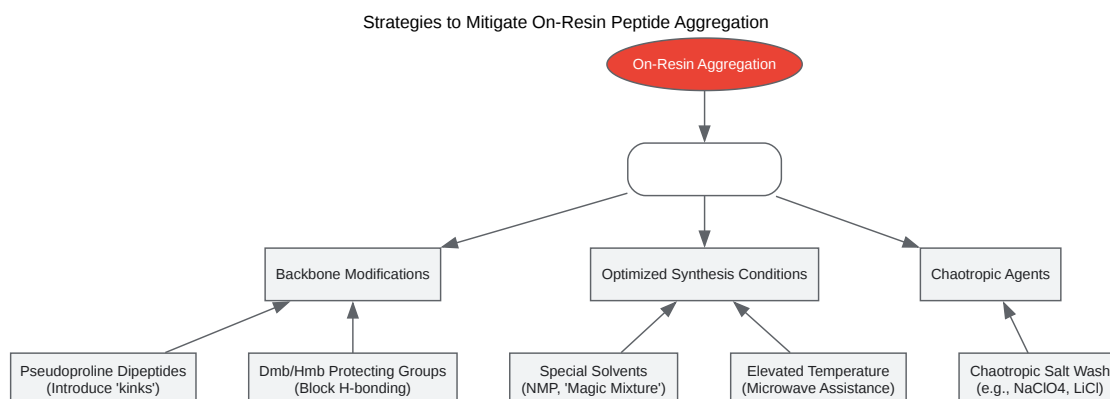 Strategies to Mitigate On-Resin Peptide Aggregation
On-Resin Aggregation
Backbone Modifications
Optimized Synthesis Conditions
Chaotropic Agents
Pseudoproline Dipeptides
(Introduce 'kinks')
Dmb/Hmb Protecting Groups
(Block H-bonding)
Special Solvents
(NMP, 'Magic Mixture')
Elevated Temperature
(Microwave Assistance)
Chaotropic Salt Wash
(e.g., NaClO4, LiCl)